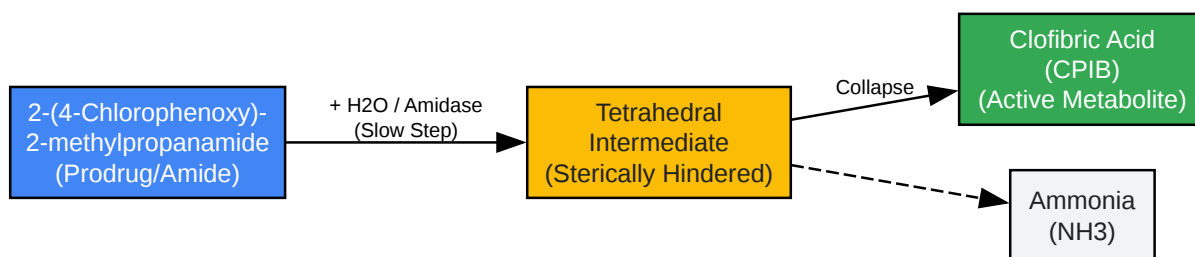 2-(4-Chlorophenoxy)-
2-methylpropanamide
(Prodrug/Amide)
+ H2O / Amidase
(Slow Step)
Tetrahedral
Intermediate
(Sterically Hindered)
Collapse
Clofibric Acid
(CPIB)
(Active Metabolite)
Ammonia
(NH3)